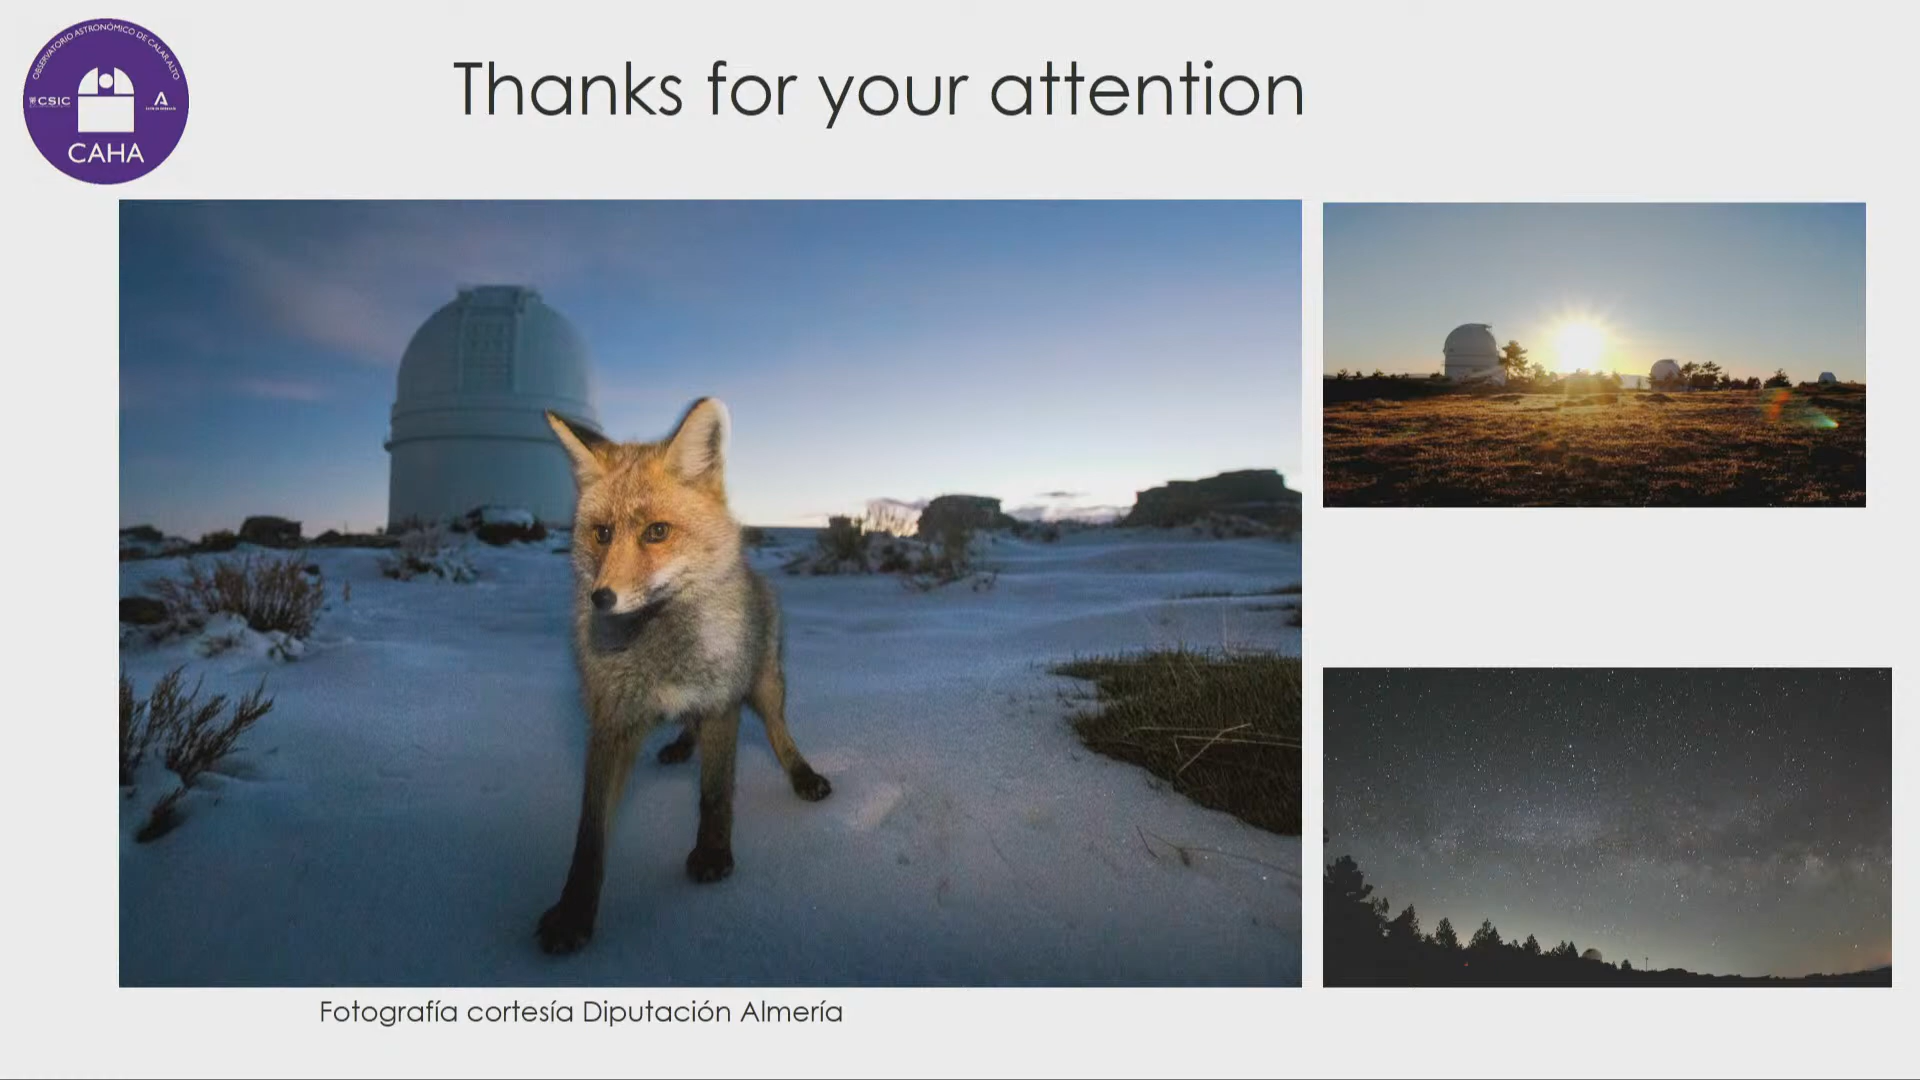 OBSERVATORIO ASTRONÓMICO DE CALAR ALTO
CSIC
CAHA
Thanks for your attention
Fotografía cortesía Diputación Almería